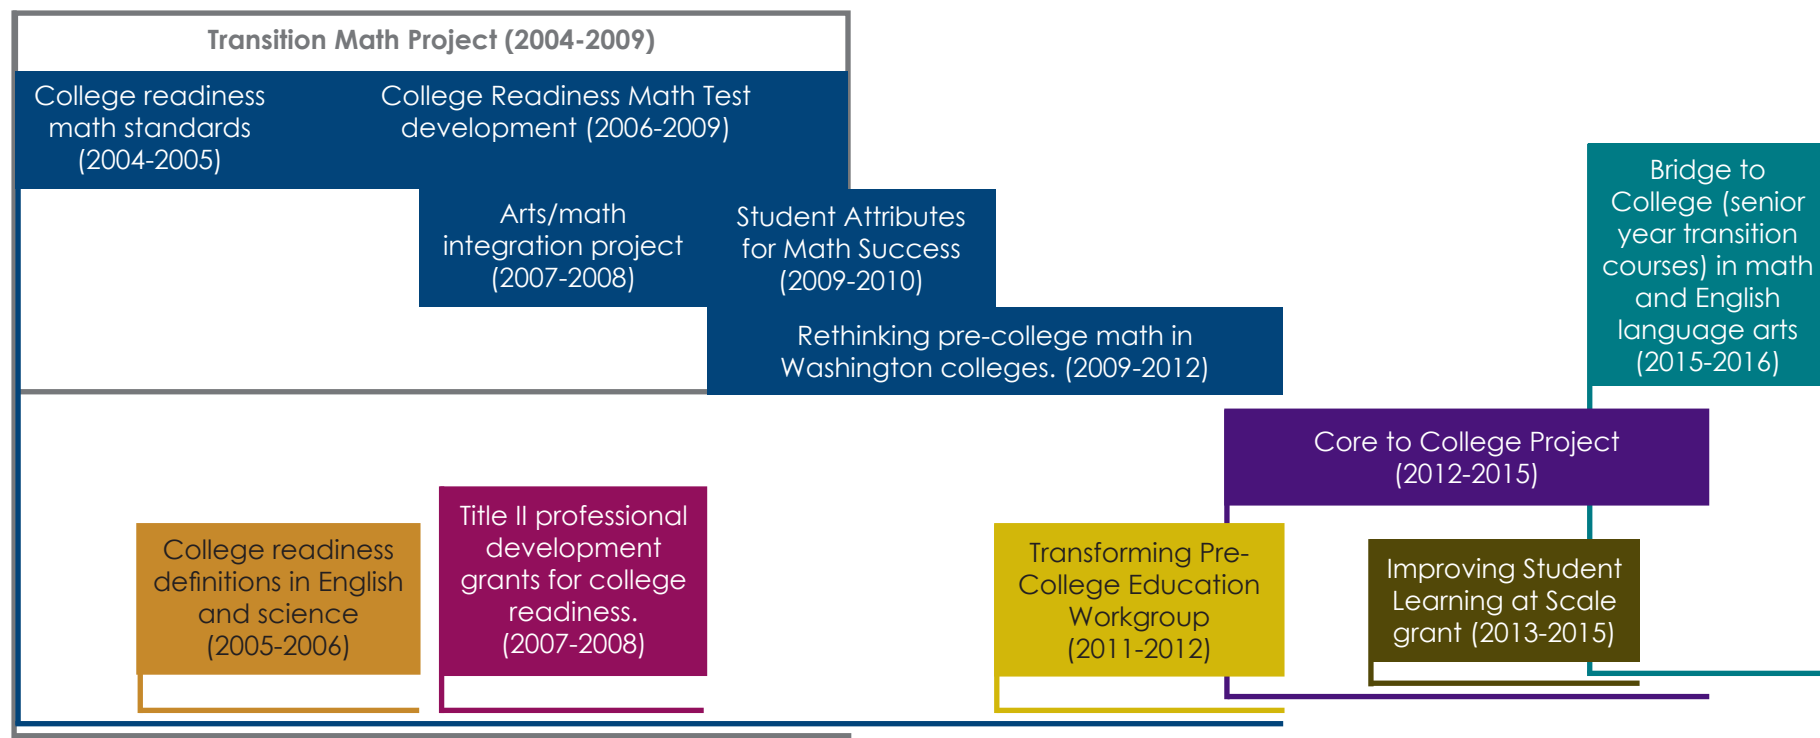 Transition Math Project (2004-2009)
College readiness
math standards
(2004-2005)
College Readiness Math Test
development (2006-2009)
Arts/math
integration project
(2007-2008)
Student Attributes
for Math Success
(2009-2010)
Rethinking pre-college math in
Washington colleges. (2009-2012)
Bridge to
College (senior
year transition
courses) in math
and English
language arts
(2015-2016)
Core to College Project
(2012-2015)
College readiness
definitions in English
and science
(2005-2006)
Title II professional
development
grants for college
readiness.
(2007-2008)
Transforming Pre-
College Education
Workgroup
(2011-2012)
Improving Student
Learning at Scale
grant (2013-2015)